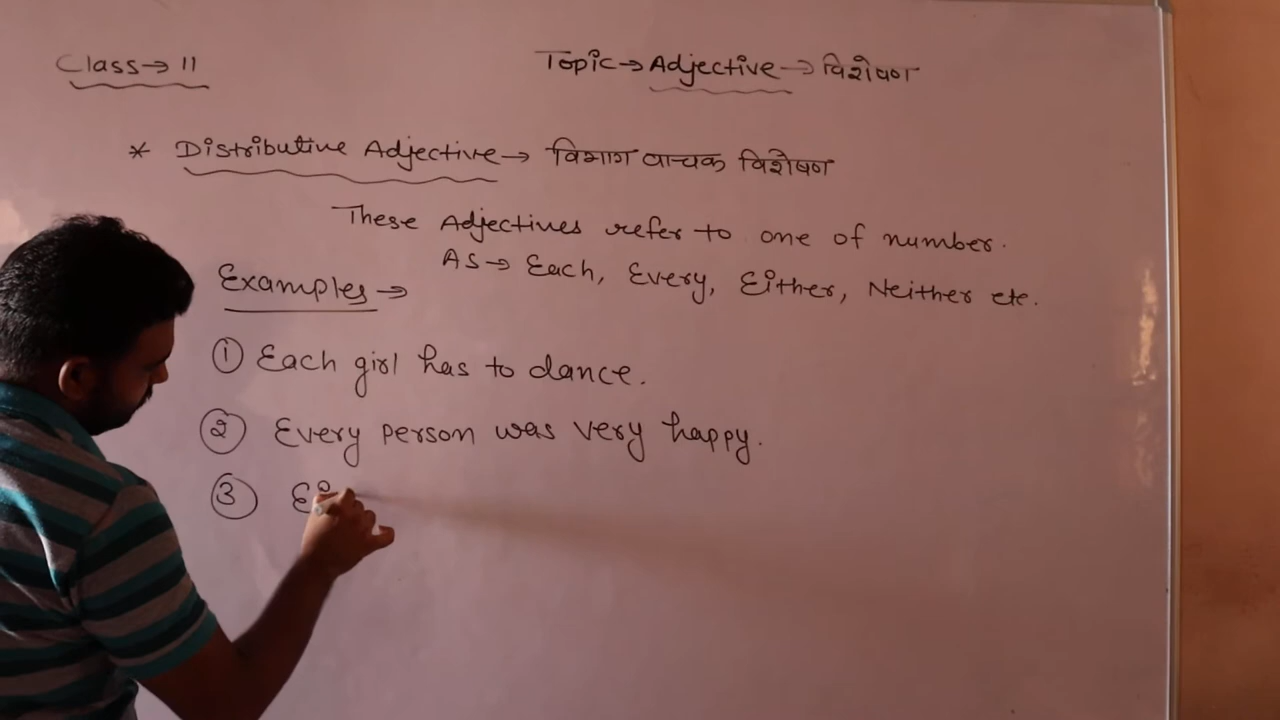 Class→ 11
Topic→ Adjective → विशेषण
* Distributive Adjective→ विभाग वाचक विशेषण
These Adjectives refer to one of number.
As→ Each, Every, Either, Neither etc.
Examples →
① Each girl has to dance.
② Every person was very happy.
③ Ei